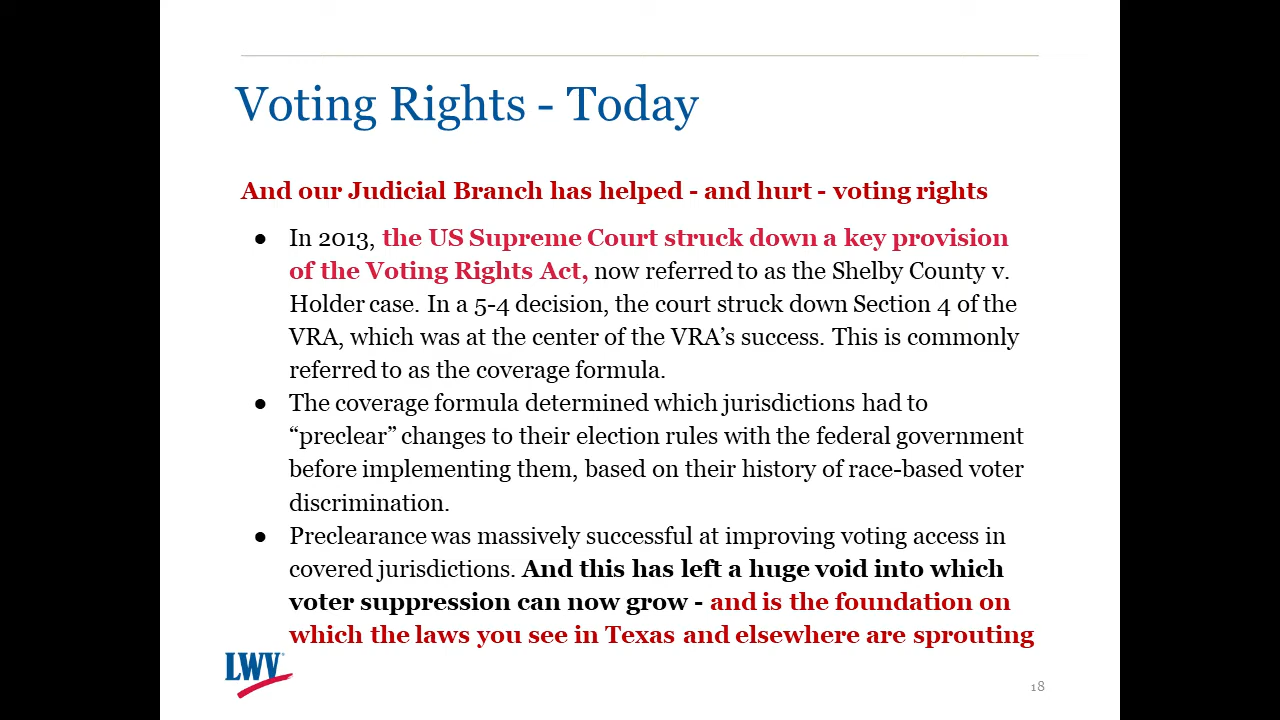 Voting Rights - Today
And our Judicial Branch has helped - and hurt - voting rights
● In 2013, the US Supreme Court struck down a key provision
of the Voting Rights Act, now referred to as the Shelby County v.
Holder case. In a 5-4 decision, the court struck down Section 4 of the
VRA, which was at the center of the VRA’s success. This is commonly
referred to as the coverage formula.
● The coverage formula determined which jurisdictions had to
“preclear” changes to their election rules with the federal government
before implementing them, based on their history of race-based voter
discrimination.
● Preclearance was massively successful at improving voting access in
covered jurisdictions. And this has left a huge void into which
voter suppression can now grow - and is the foundation on
which the laws you see in Texas and elsewhere are sprouting
LWV
18